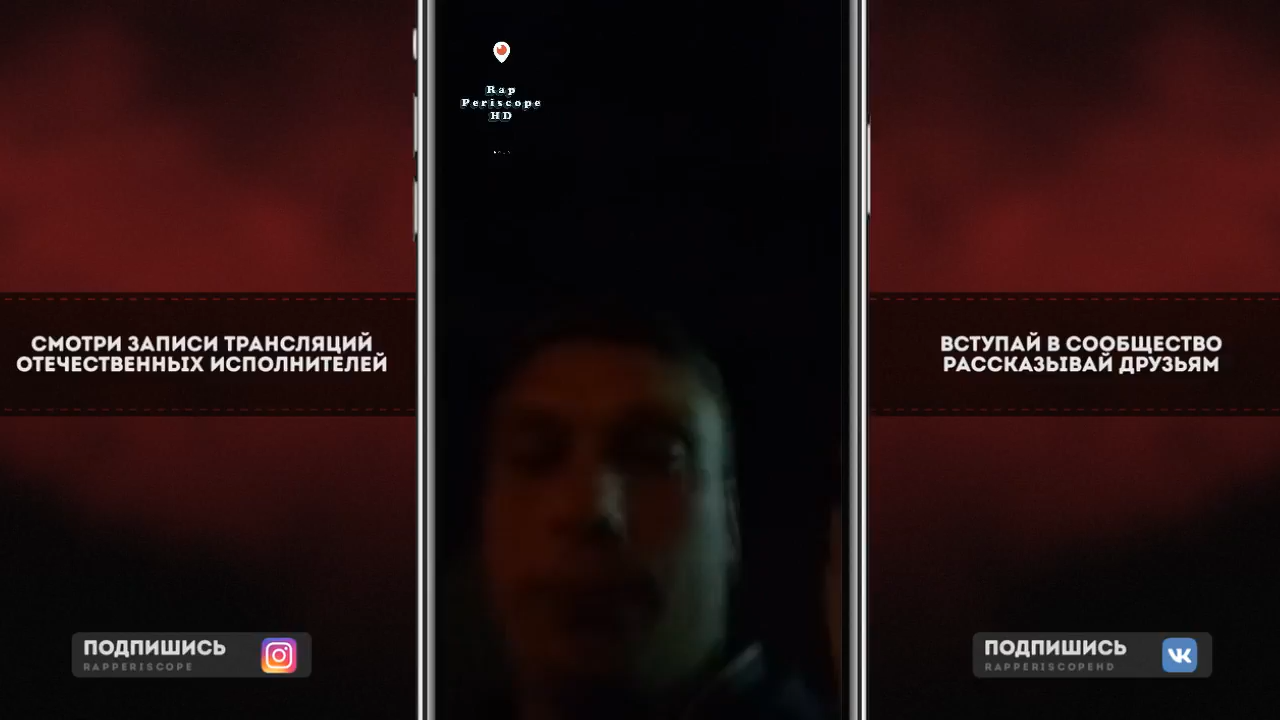 Rap
Periscope
HD
СМОТРИ ЗАПИСИ ТРАНСЛЯЦИЙ
ОТЕЧЕСТВЕННЫХ ИСПОЛНИТЕЛЕЙ
ВСТУПАЙ В СООБЩЕСТВО
РАССКАЗЫВАЙ ДРУЗЬЯМ
ПОДПИШИСЬ
RAPPERISCOPE
ПОДПИШИСЬ
RAPPERISCOPEHD